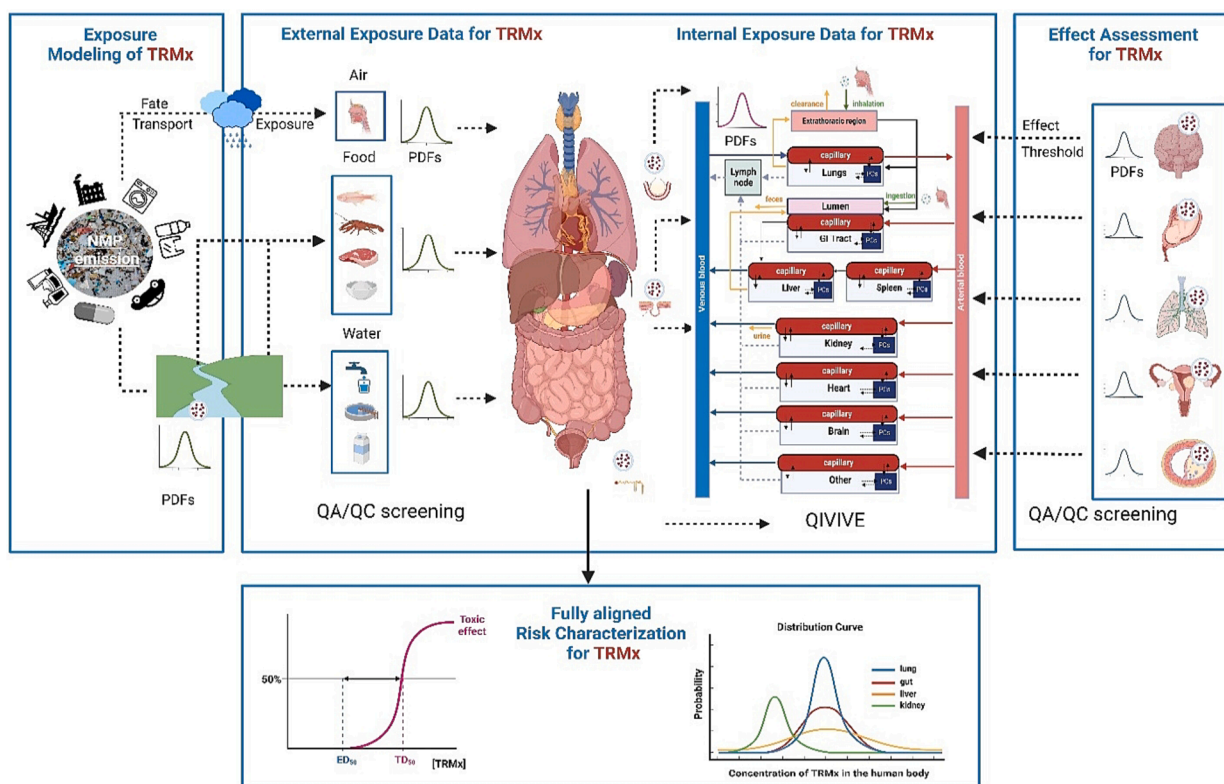 Exposure
Modeling of TRMx
Fate
Transport
Exposure
NMP
emission
PDFs
External Exposure Data for TRMx
Air
PDFs
Food
Water
QA/QC screening
Internal Exposure Data for TRMx
PDFs
clearance
inhalation
Extrathoracic region
capillary
Lungs
PCs
Lymph
node
feces
ingestion
Lumen
capillary
GI Tract
PCs
capillary
Liver
PCs
capillary
Spleen
PCs
urine
capillary
Kidney
PCs
capillary
Heart
PCs
capillary
Brain
PCs
capillary
Other
PCs
Venous blood
Arterial blood
QIVIVE
Effect Assessment
for TRMx
Effect
Threshold
PDFs
QA/QC screening
Fully aligned
Risk Characterization
for TRMx
Toxic
effect
50%
ED50
TD50
[TRMx]
Distribution Curve
Probability
lung
gut
liver
kidney
Concentration of TRMx in the human body